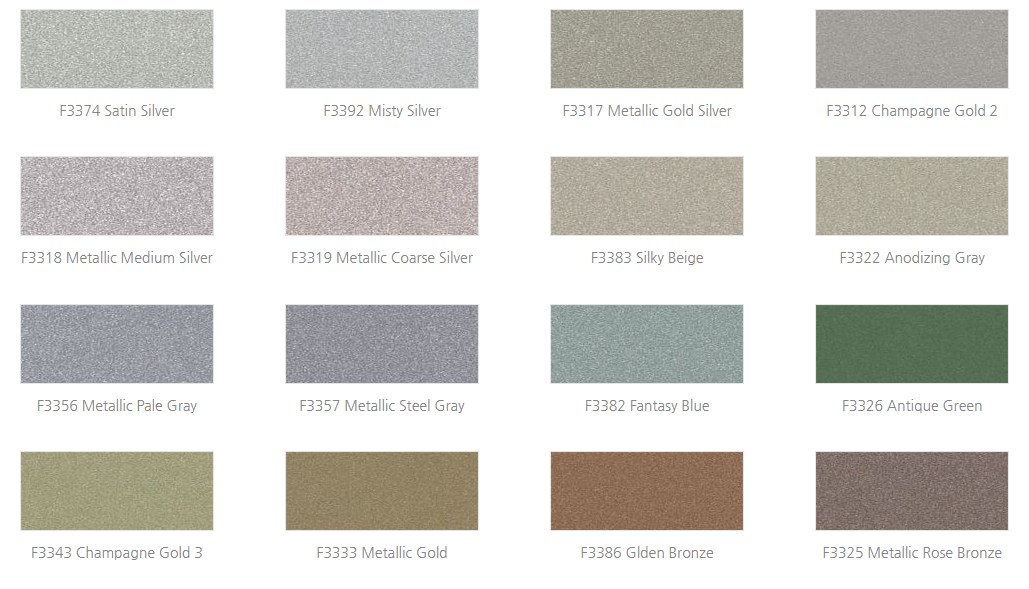 F3374 Satin Silver
F3392 Misty Silver
F3317 Metallic Gold Silver
F3312 Champagne Gold 2
F3318 Metallic Medium Silver
F3319 Metallic Coarse Silver
F3383 Silky Beige
F3322 Anodizing Gray
F3356 Metallic Pale Gray
F3357 Metallic Steel Gray
F3382 Fantasy Blue
F3326 Antique Green
F3343 Champagne Gold 3
F3333 Metallic Gold
F3386 Glden Bronze
F3325 Metallic Rose Bronze